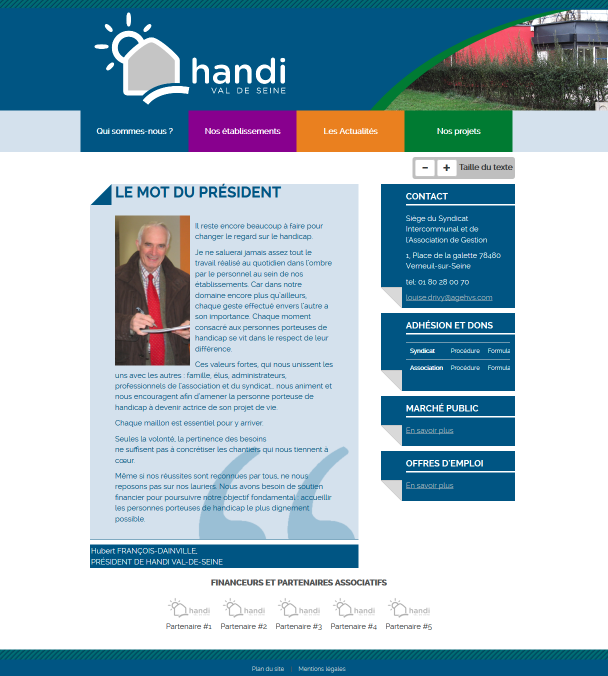 handi
VAL DE SEINE
Qui sommes-nous ?
Nos établissements
Les Actualités
Nos projets
− + Taille du texte
LE MOT DU PRÉSIDENT
Il reste encore beaucoup à faire pour
changer le regard sur le handicap.
Je ne saluerai jamais assez tout le
travail réalisé au quotidien dans l'ombre
par le personnel au sein de nos
établissements. Car dans notre
domaine encore plus qu'ailleurs,
chaque geste effectué envers l'autre a
son importance. Chaque moment
consacré aux personnes porteuses de
handicap se vit dans le respect de leur
différence.
Ces valeurs fortes, qui nous unissent les
uns avec les autres : famille, élus, administrateurs,
professionnels de l'association et du syndicat… nous animent et
nous encouragent afin d'amener la personne porteuse de
handicap à devenir actrice de son projet de vie.
Chaque maillon est essentiel pour y arriver.
Seules la volonté, la pertinence des besoins
ne suffisent pas à concrétiser les chantiers qui nous tiennent à
cœur.
Même si nos réussites sont reconnues par tous, ne nous
reposons pas sur nos lauriers. Nous avons besoin de soutien
financier pour poursuivre notre objectif fondamental : accueillir
les personnes porteuses de handicap le plus dignement
possible.
Hubert FRANÇOIS-DAINVILLE,
PRÉSIDENT DE HANDI VAL-DE-SEINE
CONTACT
Siège du Syndicat
Intercommunal et de
l'Association de Gestion
1, Place de la galette 78480
Verneuil-sur-Seine
tel: 01 80 28 00 70
louise.drivy@agehvs.com
ADHÉSION ET DONS
Syndicat Procédure Formula
Association Procédure Formula
MARCHÉ PUBLIC
En savoir plus
OFFRES D'EMPLOI
En savoir plus
FINANCEURS ET PARTENAIRES ASSOCIATIFS
handi handi handi handi handi
Partenaire #1 Partenaire #2 Partenaire #3 Partenaire #4 Partenaire #5
Plan du site | Mentions légales